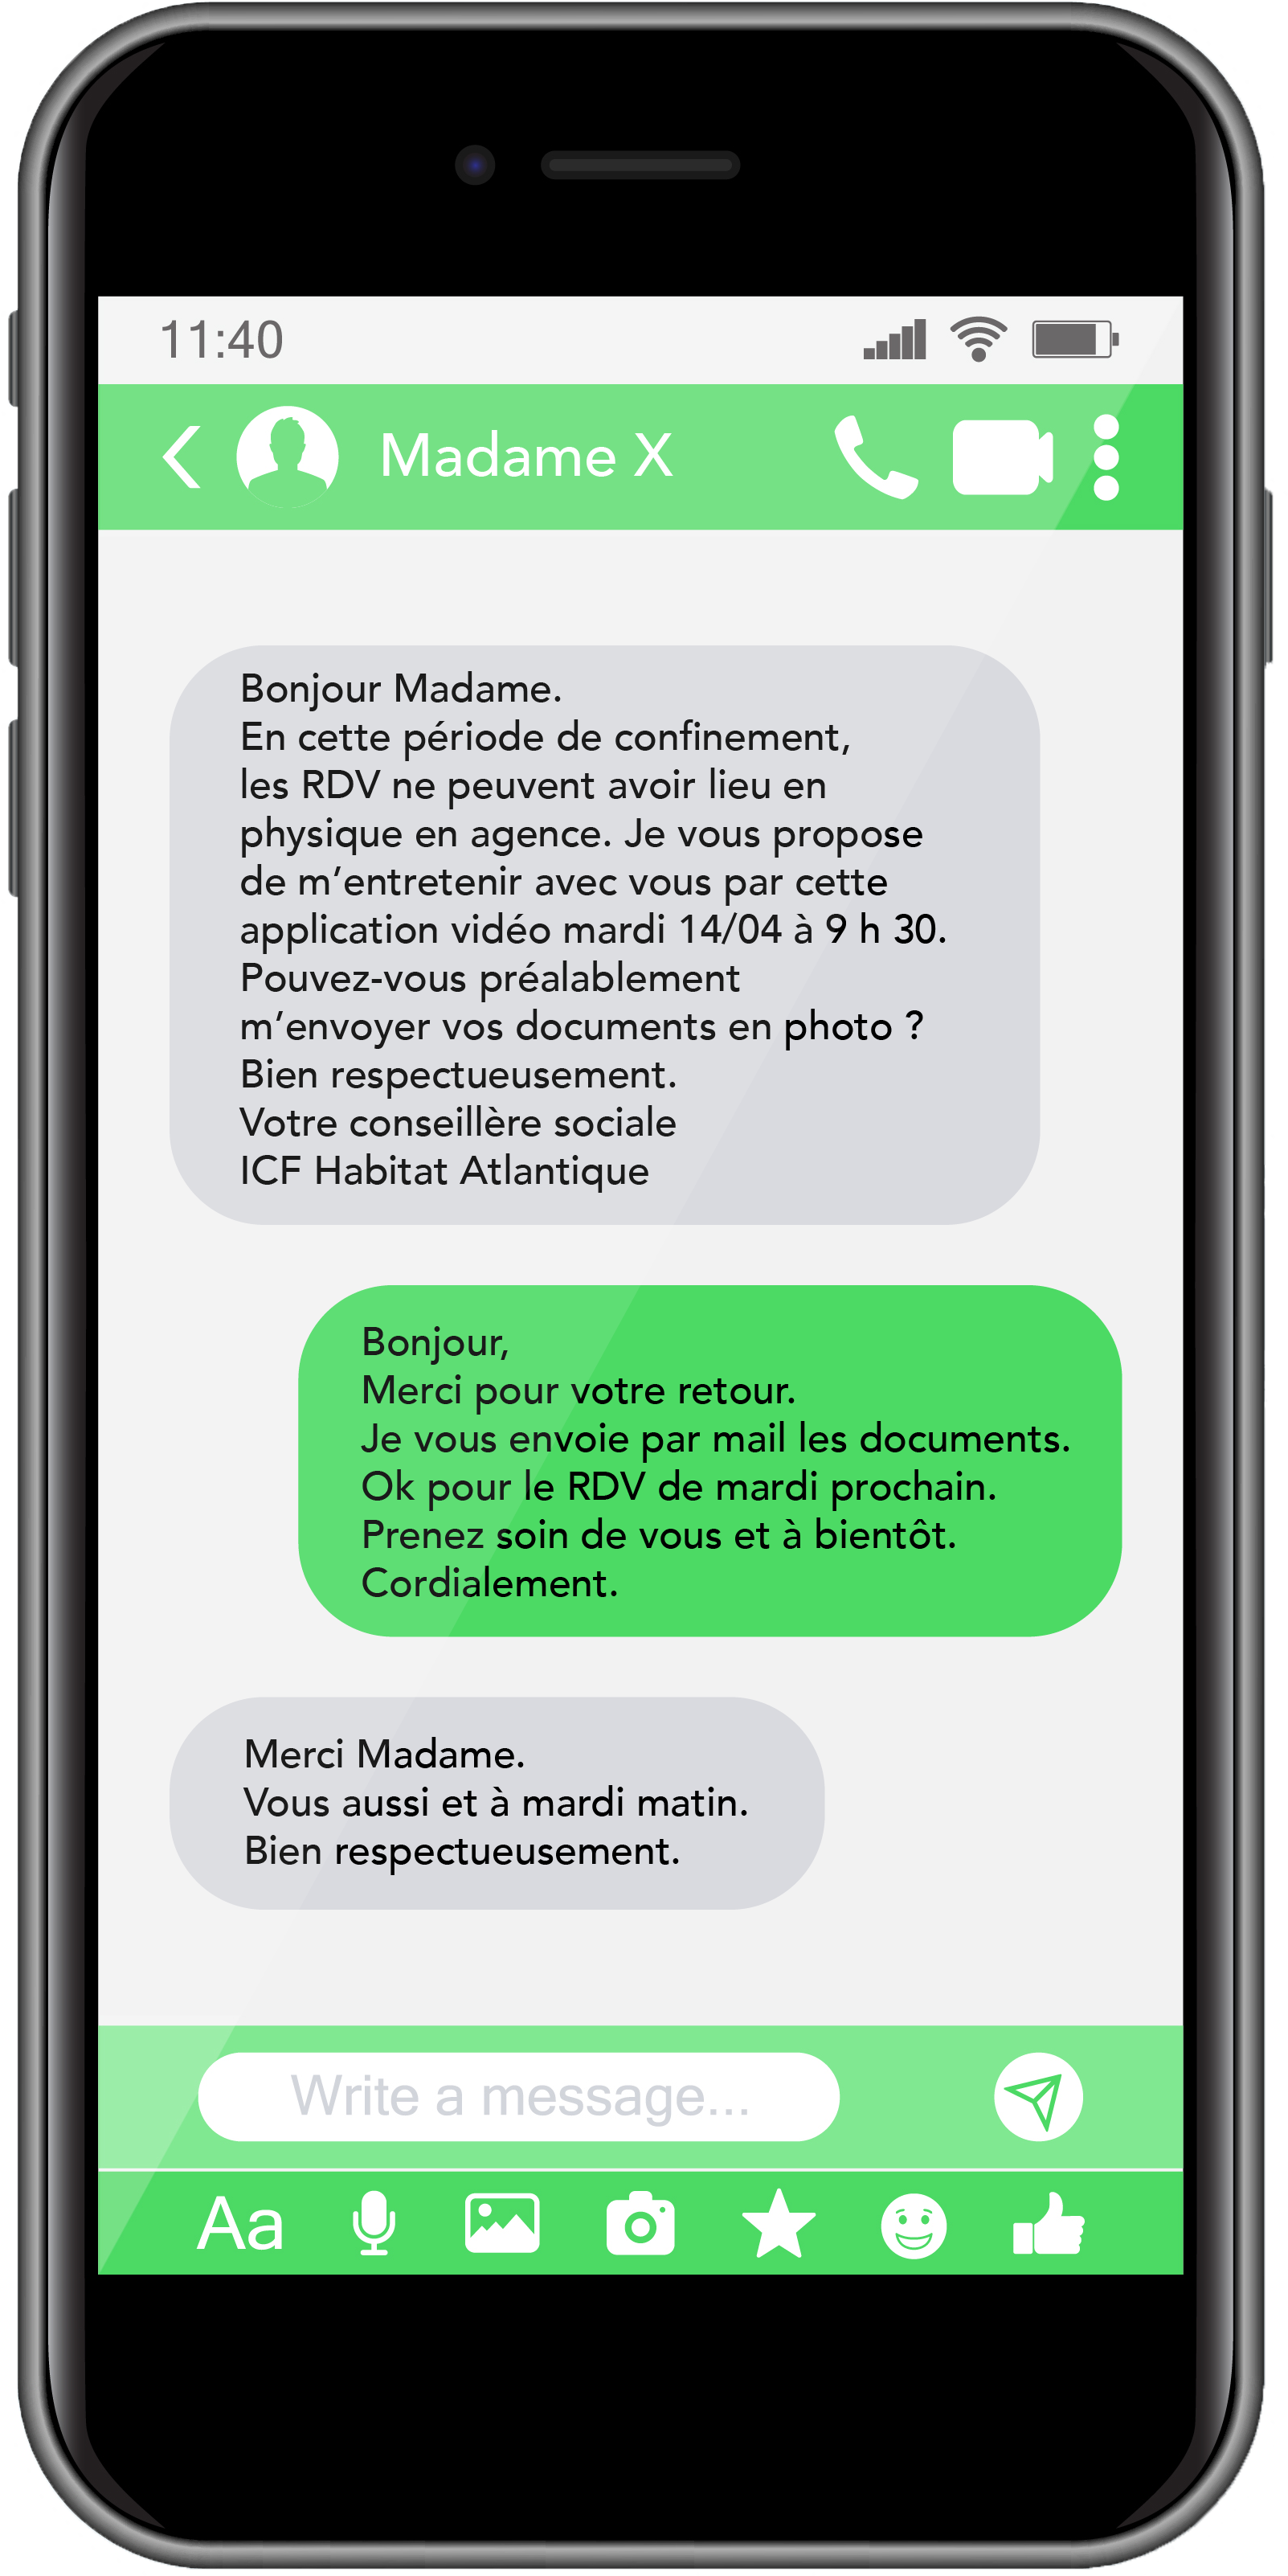 11:40
Madame X
Bonjour Madame.
En cette période de confinement,
les RDV ne peuvent avoir lieu en
physique en agence. Je vous propose
de m’entretenir avec vous par cette
application vidéo mardi 14/04 à 9 h 30.
Pouvez-vous préalablement
m’envoyer vos documents en photo ?
Bien respectueusement.
Votre conseillère sociale
ICF Habitat Atlantique
Bonjour,
Merci pour votre retour.
Je vous envoie par mail les documents.
Ok pour le RDV de mardi prochain.
Prenez soin de vous et à bientôt.
Cordialement.
Merci Madame.
Vous aussi et à mardi matin.
Bien respectueusement.
Write a message...
Aa